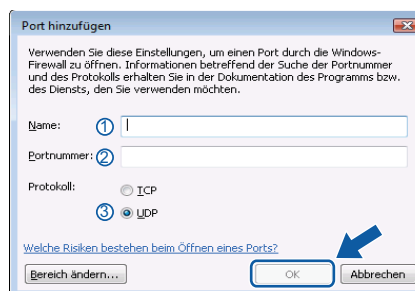 Port hinzufügen
Verwenden Sie diese Einstellungen, um einen Port durch die Windows-
Firewall zu öffnen. Informationen betreffend der Suche der Portnummer
und des Protokolls erhalten Sie in der Dokumentation des Programms bzw.
des Diensts, den Sie verwenden möchten.
Name: 1
Portnummer: 2
Protokoll: TCP
3 UDP
Welche Risiken bestehen beim Öffnen eines Ports?
Bereich ändern... OK Abbrechen